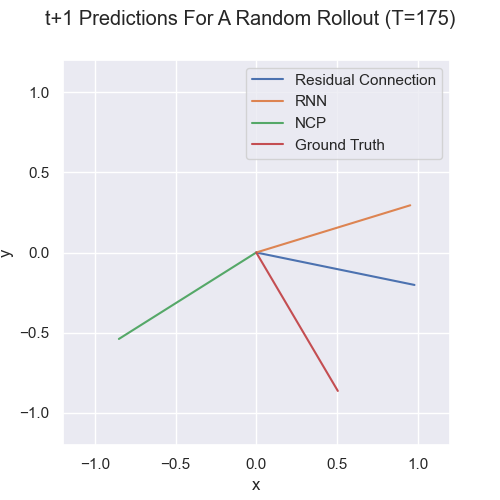 t+1 Predictions For A Random Rollout (T=175)
Residual Connection
RNN
NCP
Ground Truth
1.0
0.5
0.0
−0.5
−1.0
y
−1.0 −0.5 0.0 0.5 1.0
x